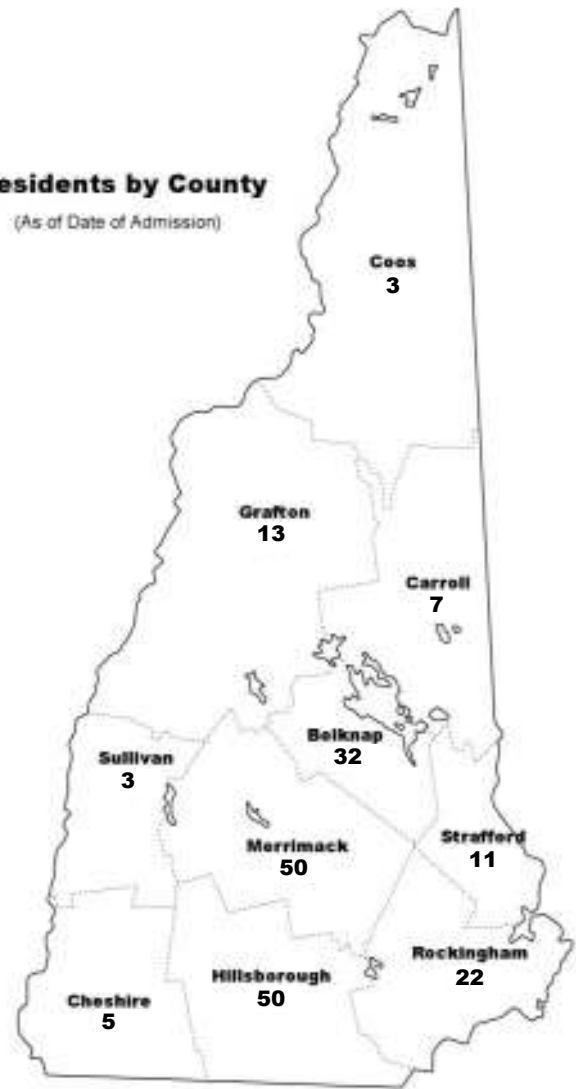 esidents by County
(As of Date of Admission)
Coos
3
Grafton
13
Carroll
7
Belknap
32
Sullivan
3
Merrimack
50
Strafford
11
Rockingham
22
Hillsborough
50
Cheshire
5